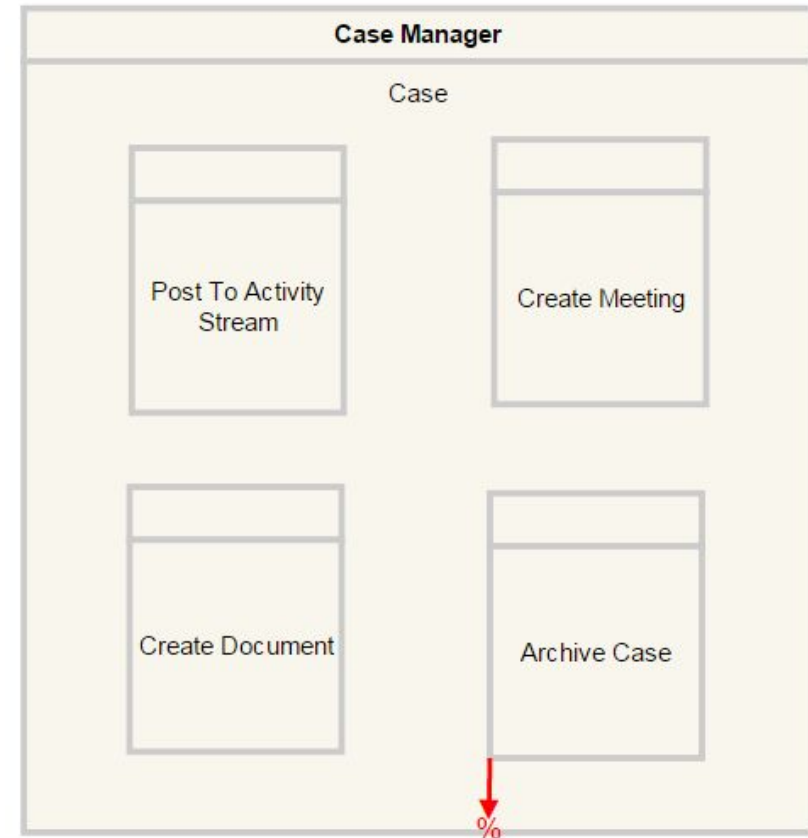 Case Manager
Case
Post To Activity
Stream
Create Meeting
Create Document
Archive Case
%